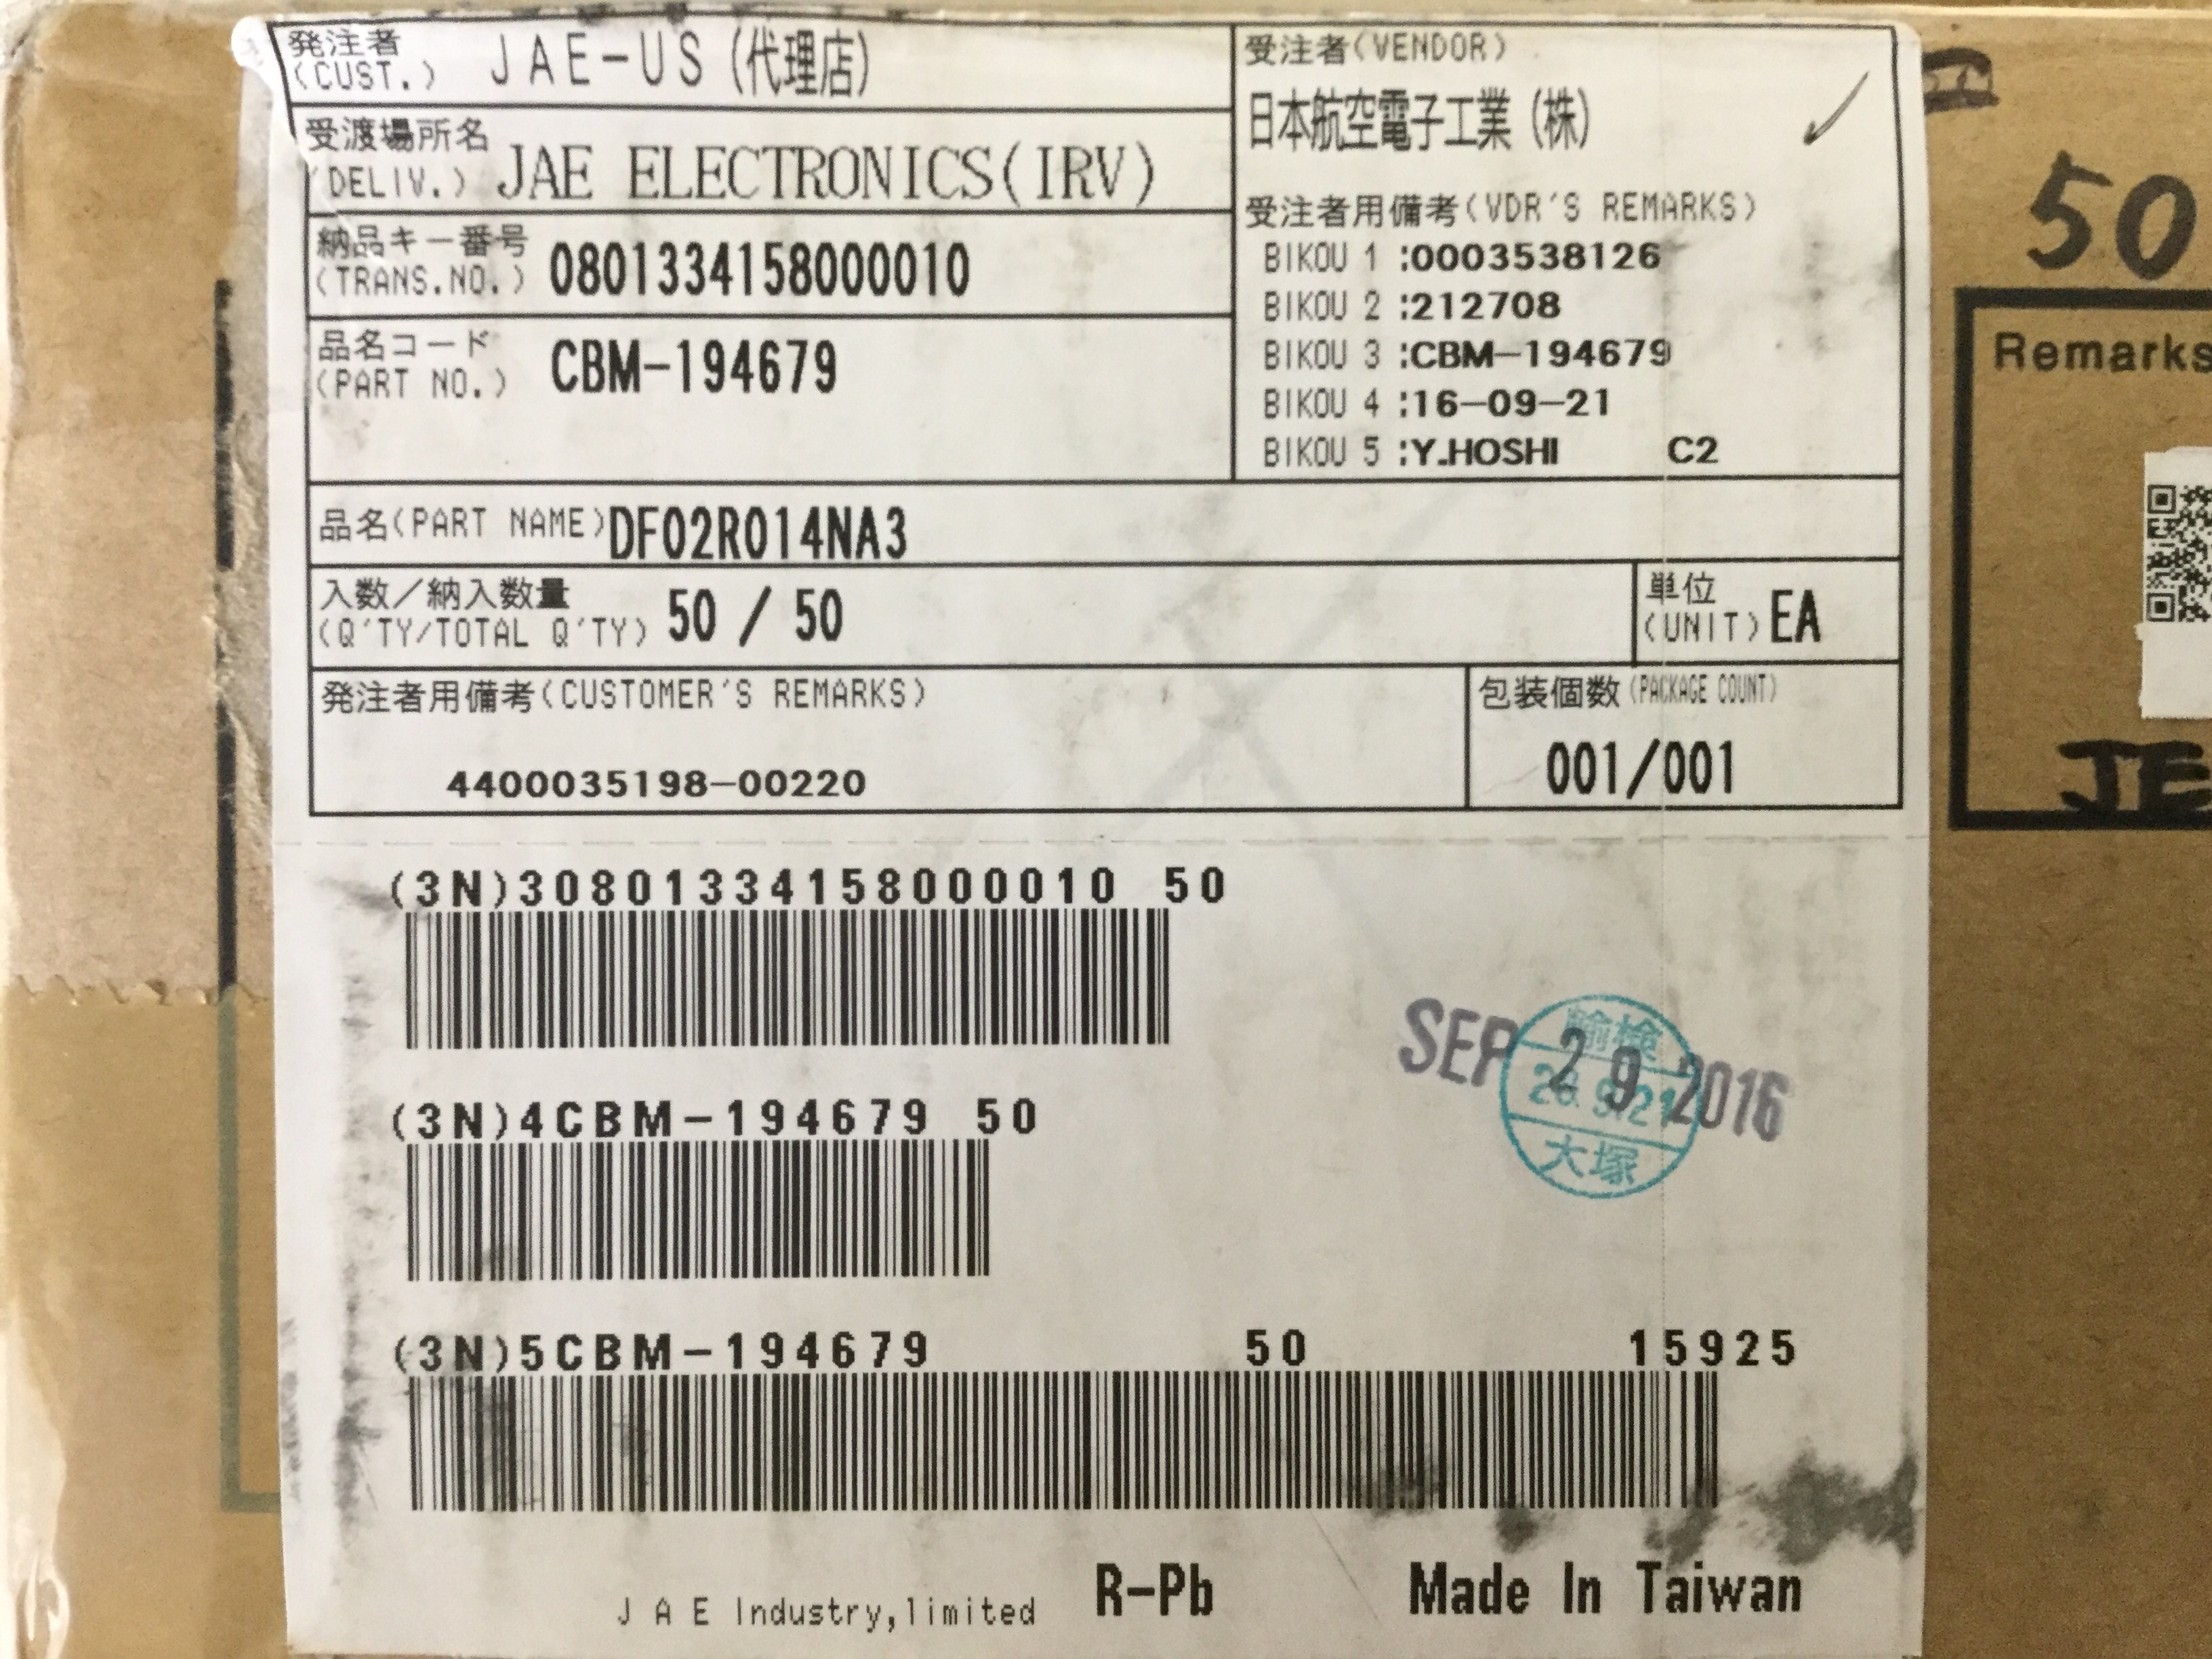 発注者
(CUST.) JAE-US (代理店)
受渡場所名
(DELIV.) JAE ELECTRONICS(IRV)
納品キー番号
(TRANS.NO.) 0801334158000010
品名コード
(PART NO.) CBM-194679
受注者(VENDOR)
日本航空電子工業 (株)
受注者用備考(VDR'S REMARKS)
BIKOU 1 :0003538126
BIKOU 2 :212708
BIKOU 3 :CBM-194679
BIKOU 4 :16-09-21
BIKOU 5 :Y.HOSHI C2
品名(PART NAME) DF02R014NA3
入数/納入数量
(Q'TY/TOTAL Q'TY) 50 / 50
単位
(UNIT) EA
発注者用備考(CUSTOMER'S REMARKS)
4400035198-00220
包装個数(PACKAGE COUNT)
001/001
(3N)30801334158000010 50
(3N)4CBM-194679 50
SEP 29 2016
輸検
大塚
(3N)5CBM-194679 50 15925
JAE Industry,limited R-Pb Made In Taiwan
50
Remarks
JE